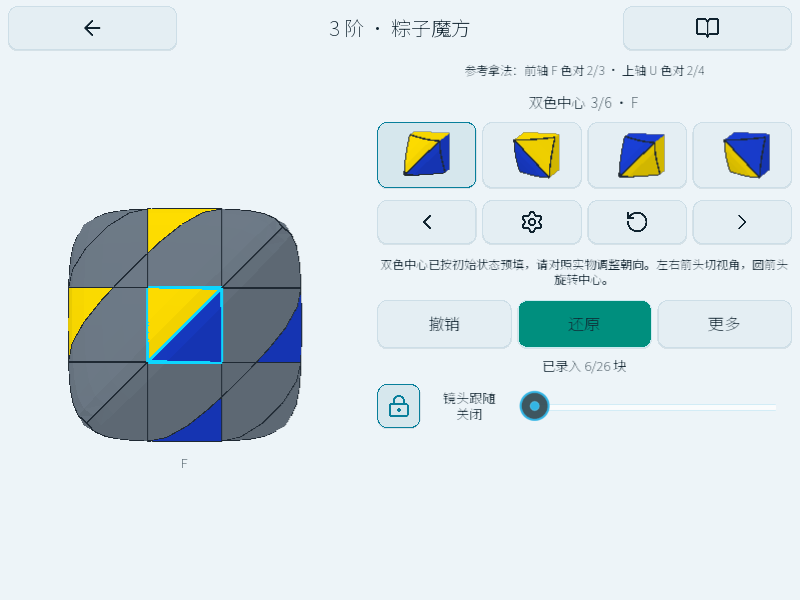 3 阶 · 粽子魔方
参考拿法: 前轴 F 色对 2/3 · 上轴 U 色对 2/4
双色中心 3/6 · F
双色中心已按初始状态预填，请对照实物调整朝向。左右箭头切视角，圆箭头
旋转中心。
撤销
还原
更多
已录入 6/26 块
镜头跟随
关闭
F